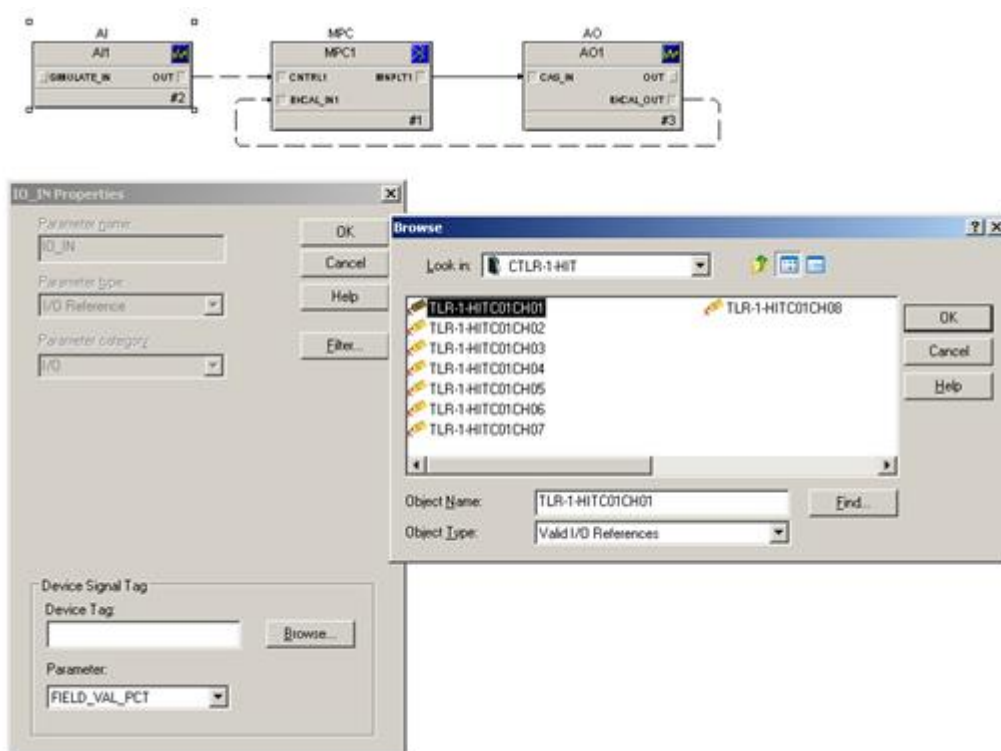 AI
AI1
SIMULATE_IN OUT
#2
MPC
MPC1
CNTRL1 MNPLT1
BKCAL_IN1
#1
AO
AO1
CAS_IN OUT
BKCAL_OUT
#3
IO_IN Properties
Parameter name:
IO_IN
Parameter type:
I/O Reference
Parameter category:
I/O
OK
Cancel
Help
Filter...
Device Signal Tag
Device Tag:
Browse...
Parameter:
FIELD_VAL_PCT
Browse
Look in: CTLR-1-HIT
TLR-1-HITC01CH01
TLR-1-HITC01CH02
TLR-1-HITC01CH03
TLR-1-HITC01CH04
TLR-1-HITC01CH05
TLR-1-HITC01CH06
TLR-1-HITC01CH07
TLR-1-HITC01CH08
OK
Cancel
Help
Object Name: TLR-1-HITC01CH01
Find...
Object Type: Valid I/O References